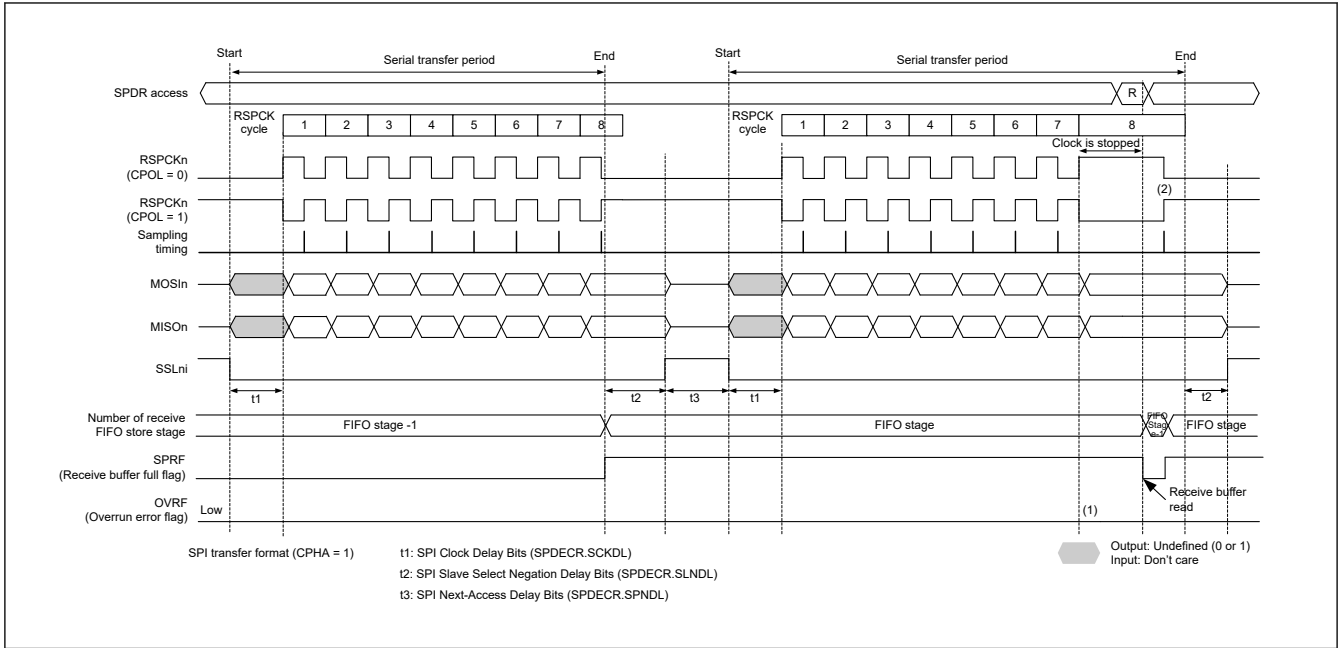 Start
Serial transfer period
End
Start
Serial transfer period
End
SPDR access
R
RSPCK
cycle
1 2 3 4 5 6 7 8
RSPCK
cycle
1 2 3 4 5 6 7 8
Clock is stopped
RSPCKn
(CPOL = 0)
(2)
RSPCKn
(CPOL = 1)
Sampling
timing
MOSIn
MISOn
SSLni
t1
t2
t3
t1
t2
Number of receive
FIFO store stage
FIFO stage -1
FIFO stage
FIFO
Stag
e-1
FIFO stage
SPRF
(Receive buffer full flag)
Receive buffer
read
OVRF
(Overrun error flag)
Low
(1)
SPI transfer format (CPHA = 1)
t1: SPI Clock Delay Bits (SPDECR.SCKDL)
t2: SPI Slave Select Negation Delay Bits (SPDECR.SLNDL)
t3: SPI Next-Access Delay Bits (SPDECR.SPNDL)
Output: Undefined (0 or 1)
Input: Don't care